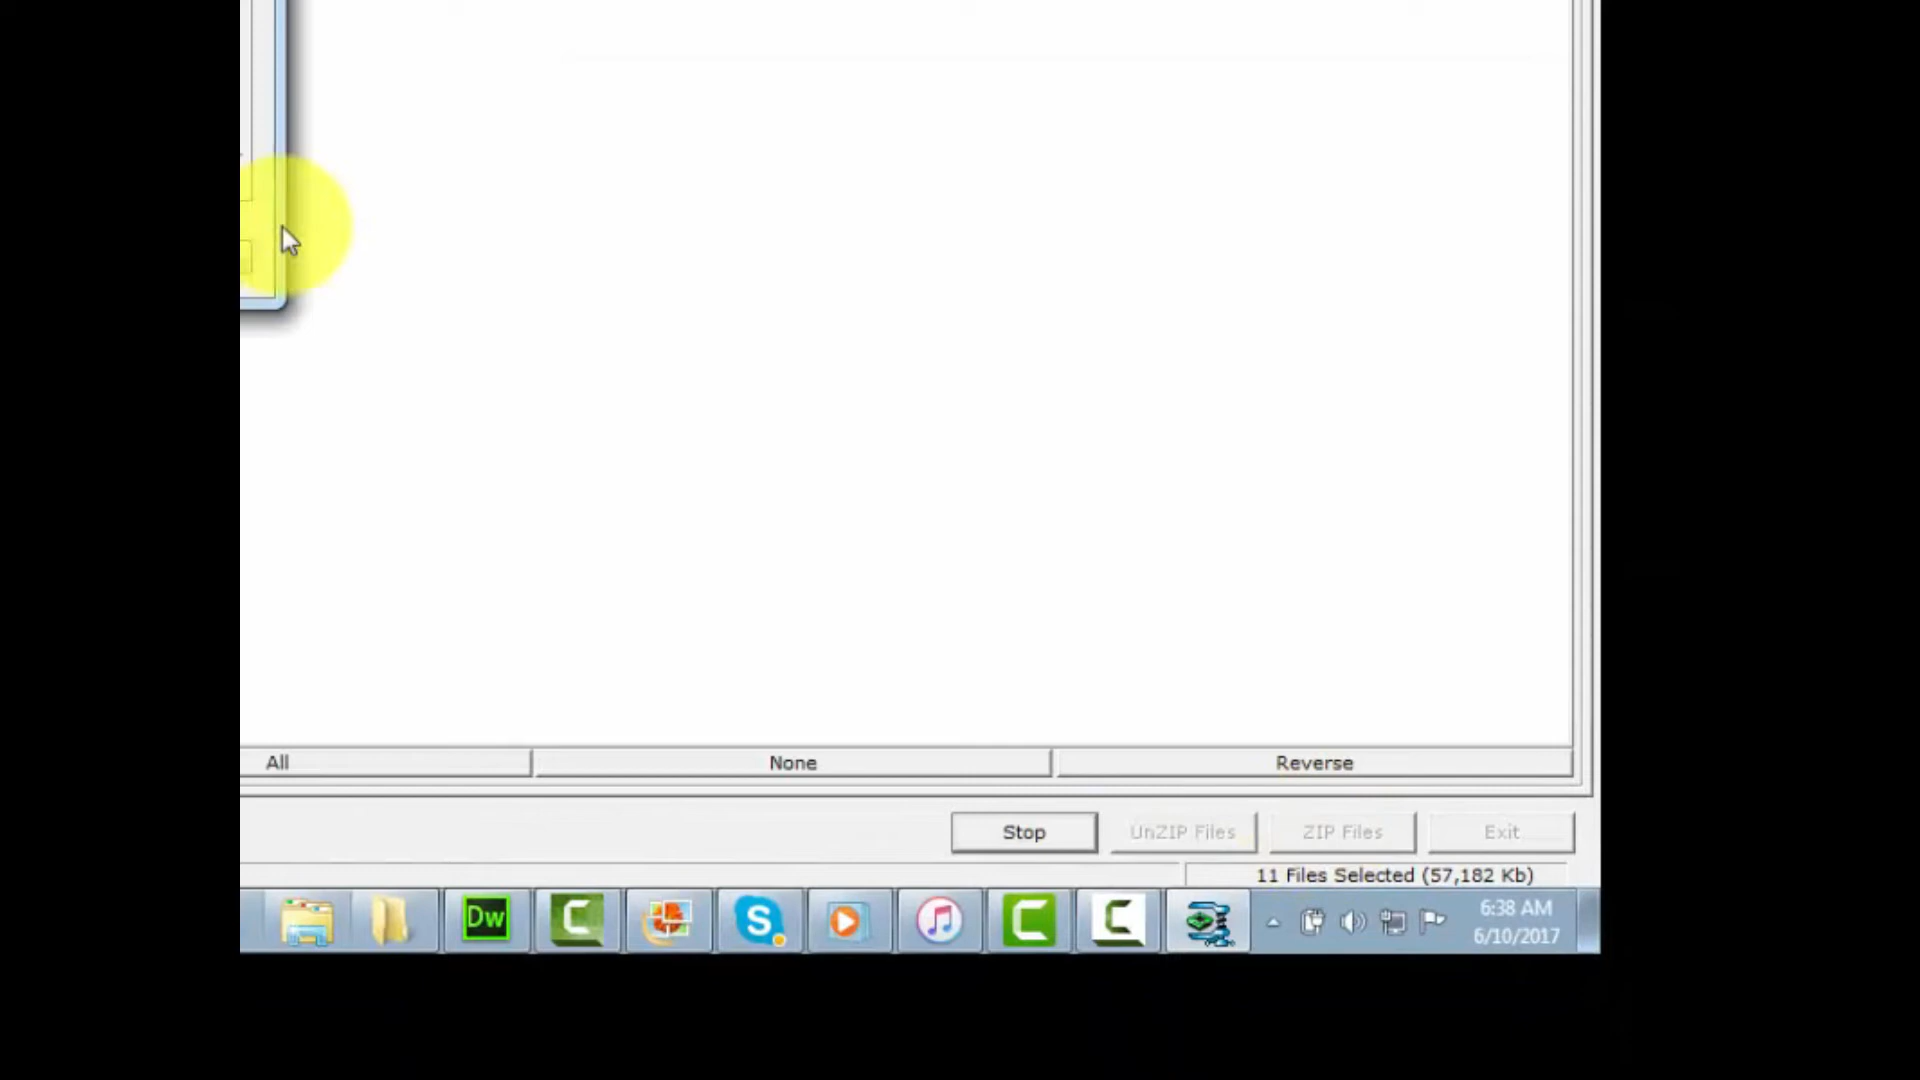 All
None
Reverse
Stop
UnZIP Files
ZIP Files
Exit
11 Files Selected (57,182 Kb)
Dw
6:38 AM
6/10/2017